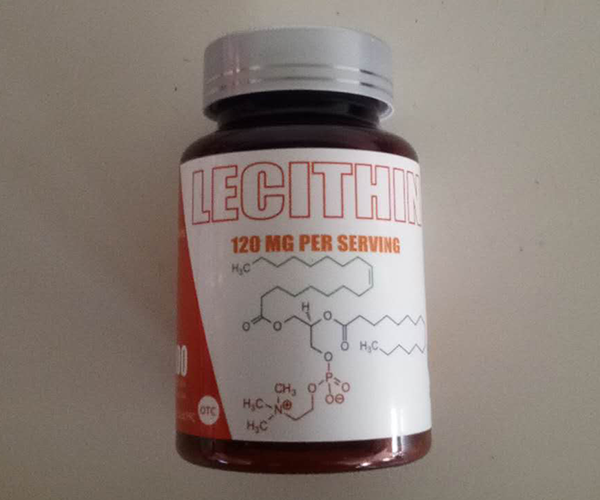 LECITHIN
120 MG PER SERVING
H₃C
O
O
H
O
O
H₃C
O
P
O
O
O⊖
CH₃
H₃C
N⊕
H₃C
OTC